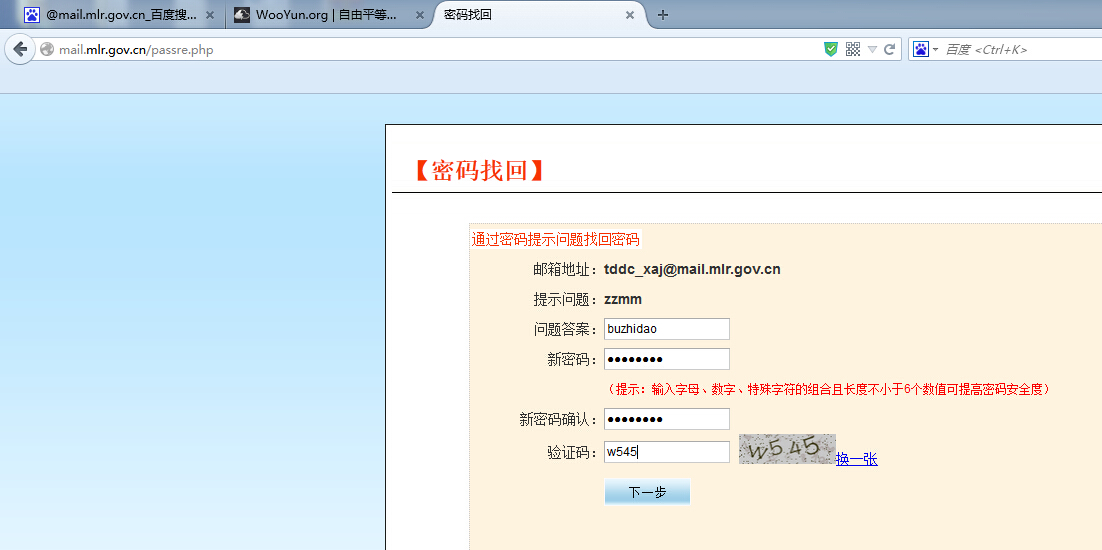 @mail.mlr.gov.cn_百度搜...
WooYun.org | 自由平等...
密码找回
mail.mlr.gov.cn/passre.php
百度 <Ctrl+K>
【密码找回】
通过密码提示问题找回密码
邮箱地址：tddc_xaj@mail.mlr.gov.cn
提示问题：zzmm
问题答案：buzhidao
新密码：●●●●●●●●
（提示：输入字母、数字、特殊字符的组合且长度不小于6个数值可提高密码安全度）
新密码确认：●●●●●●●●
验证码：w545 w545 换一张
下一步